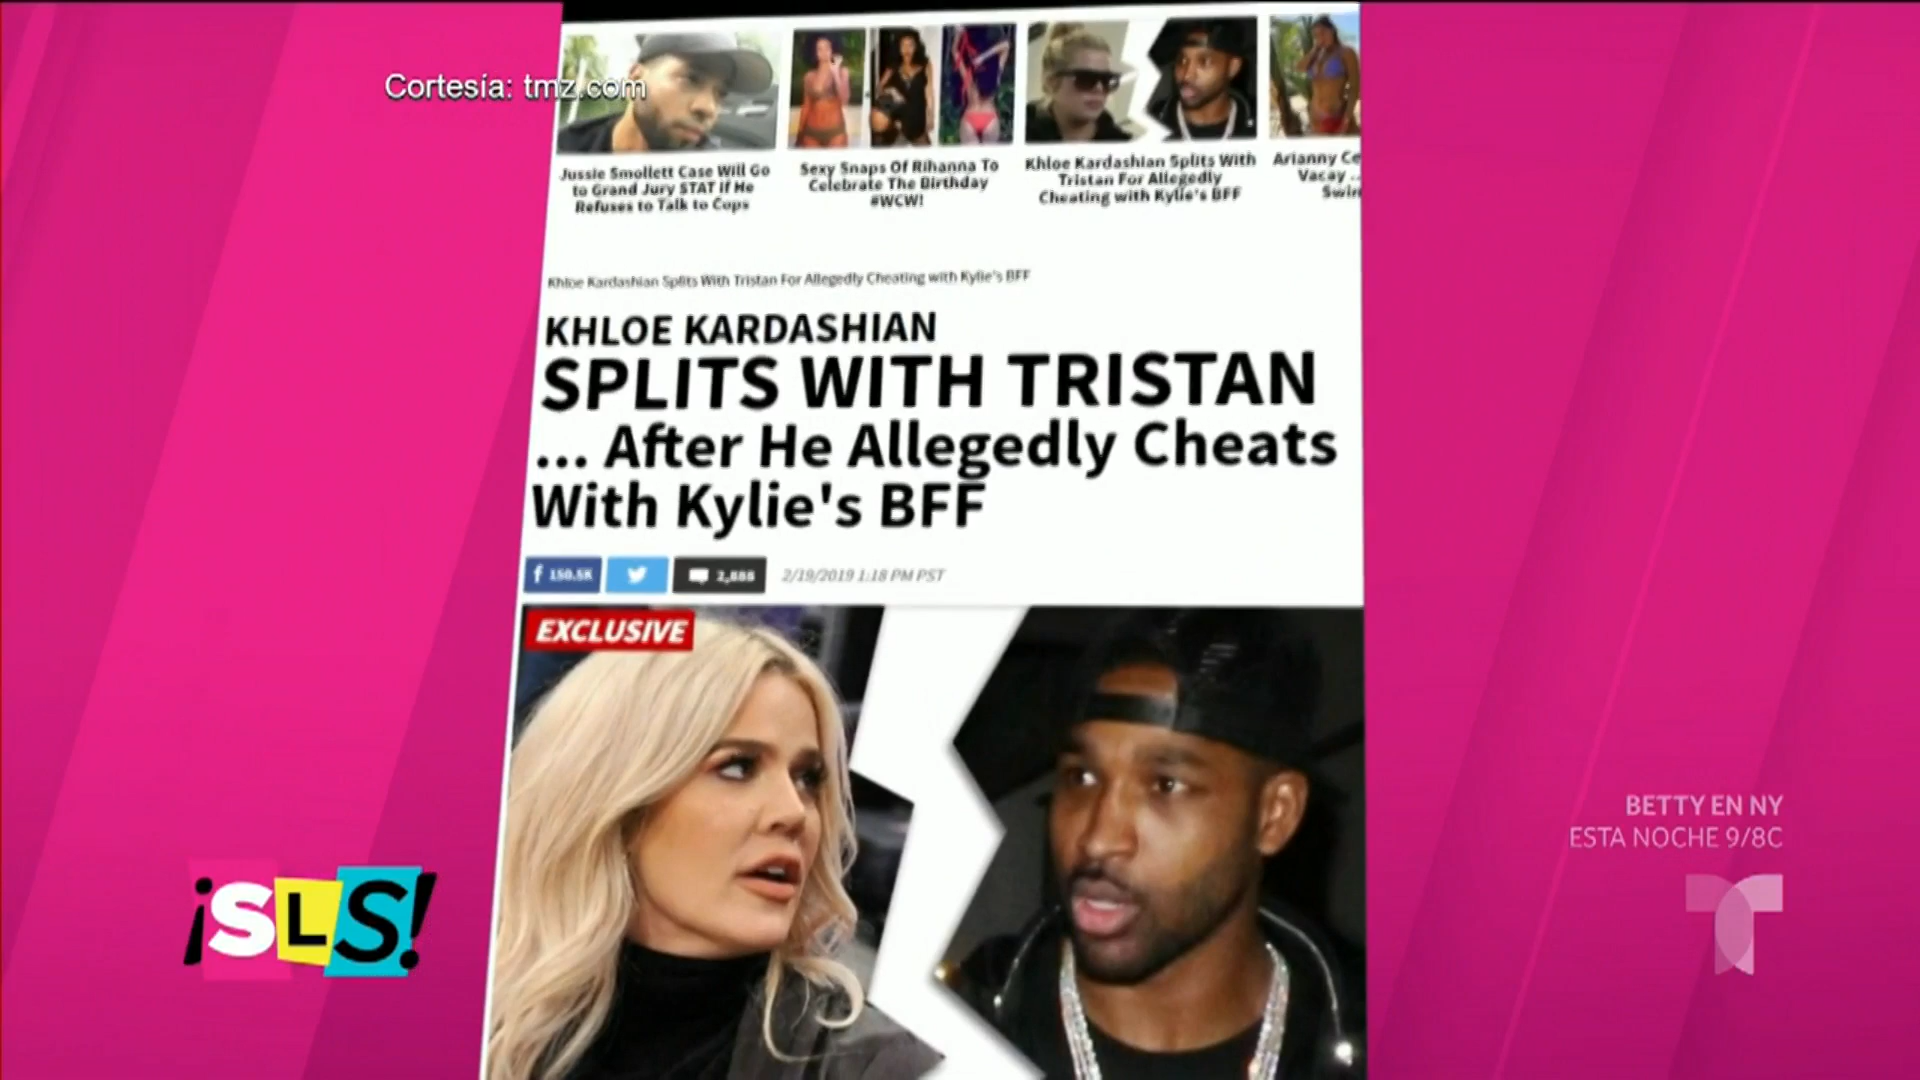 Cortesía: tmz.com
Jussie Smollett Case Will Go
to Grand Jury STAT if He
Refuses to Talk to Cops
Sexy Snaps Of Rihanna To
Celebrate The Birthday
#WCW!
Khloe Kardashian Splits With
Tristan For Allegedly
Cheating with Kylie's BFF
Arianny Ce
Vacay ..
Swim
Khloe Kardashian Splits With Tristan For Allegedly Cheating with Kylie's BFF
KHLOE KARDASHIAN
SPLITS WITH TRISTAN
... After He Allegedly Cheats
With Kylie's BFF
f 150.5K
2,888
2/19/2019 1:18 PM PST
EXCLUSIVE
BETTY EN NY
ESTA NOCHE 9/8C
¡SLS!
T